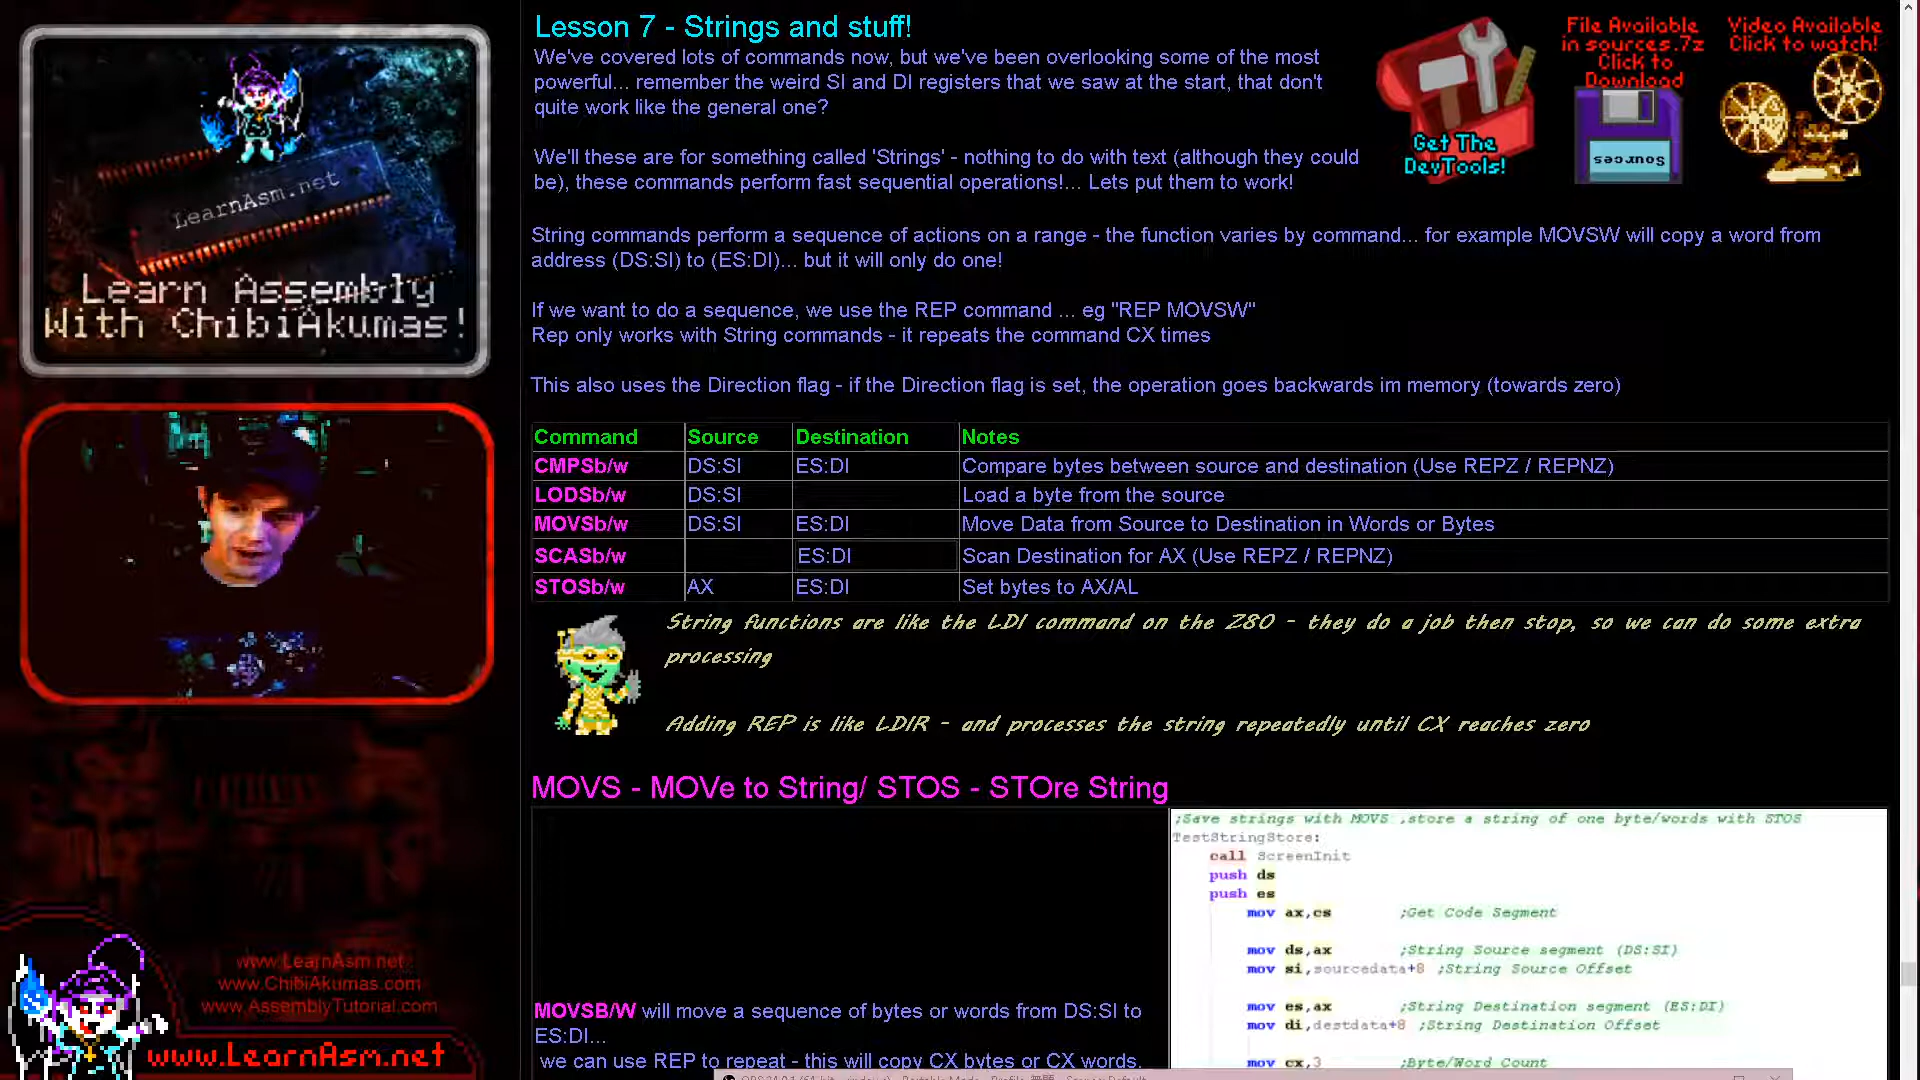 Lesson 7 - Strings and stuff!
We've covered lots of commands now, but we've been overlooking some of the most
powerful... remember the weird SI and DI registers that we saw at the start, that don't
quite work like the general one?
We'll these are for something called 'Strings' - nothing to do with text (although they could
be), these commands perform fast sequential operations!... Lets put them to work!
Get The
DevTools!
File Available
in sources.7z
Click to
Download
Sources
Video Available
Click to watch!
LearnAsm.net
Learn Assembly
With ChibiAkumas!
String commands perform a sequence of actions on a range - the function varies by command... for example MOVSW will copy a word from
address (DS:SI) to (ES:DI)... but it will only do one!
If we want to do a sequence, we use the REP command ... eg "REP MOVSW"
Rep only works with String commands - it repeats the command CX times
This also uses the Direction flag - if the Direction flag is set, the operation goes backwards im memory (towards zero)
Command Source Destination Notes
CMPSb/w DS:SI ES:DI Compare bytes between source and destination (Use REPZ / REPNZ)
LODSb/w DS:SI Load a byte from the source
MOVSb/w DS:SI ES:DI Move Data from Source to Destination in Words or Bytes
SCASb/w ES:DI Scan Destination for AX (Use REPZ / REPNZ)
STOSb/w AX ES:DI Set bytes to AX/AL
String functions are like the LDI command on the Z80 - they do a job then stop, so we can do some extra
processing
Adding REP is like LDIR - and processes the string repeatedly until CX reaches zero
MOVS - MOVe to String/ STOS - STOre String
MOVSB/W will move a sequence of bytes or words from DS:SI to
ES:DI...
we can use REP to repeat - this will copy CX bytes or CX words.
;Save strings with MOVS ,store a string of one byte/words with STOS
TestStringStore:
call ScreenInit
push ds
push es
mov ax,cs ;Get Code Segment
mov ds,ax ;String Source segment (DS:SI)
mov si,sourcedata+8 ;String Source Offset
mov es,ax ;String Destination segment (ES:DI)
mov di,destdata+8 ;String Destination Offset
mov cx,3 ;Byte/Word Count
www.LearnAsm.net
www.ChibiAkumas.com
www.AssemblyTutorial.com
www.LearnAsm.net